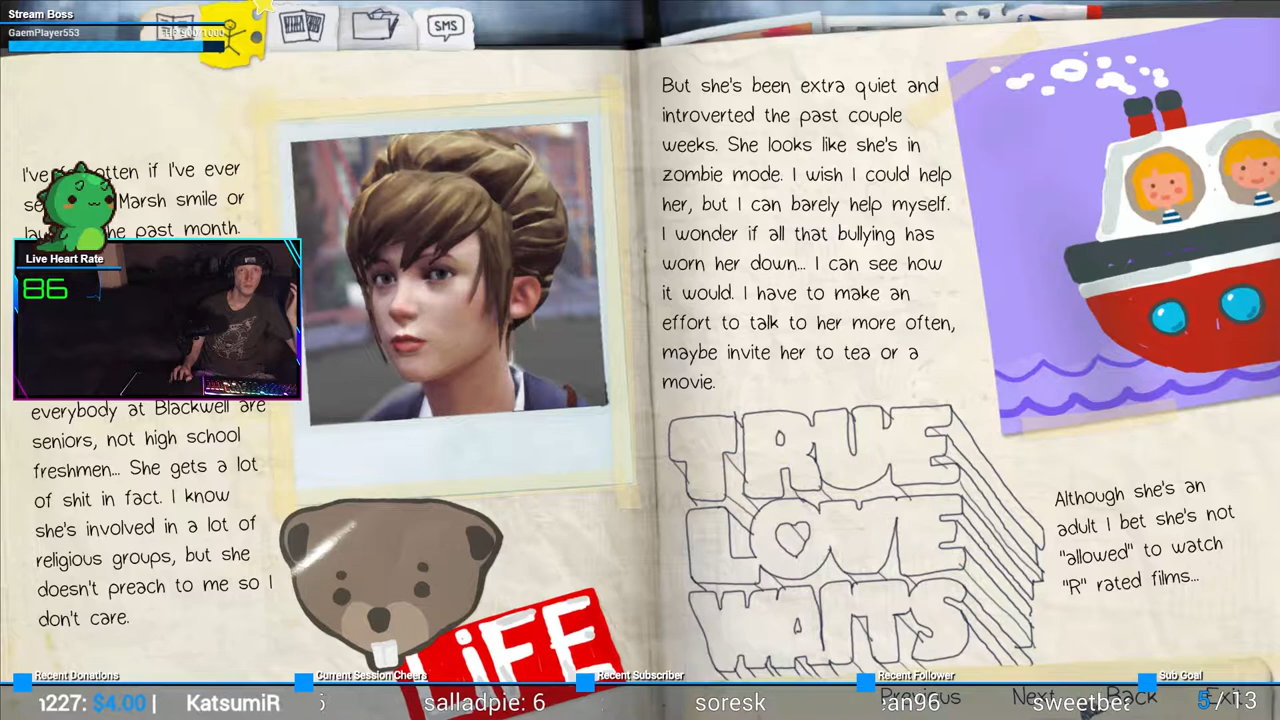 Stream Boss
GaemPlayer553
SMS
I've
if I've ever
Marsh smile or
the past month.
Live Heart Rate
86
everybody at Blackwell are
seniors, not high school
freshmen... She gets a lot
of shit in fact. I know
she's involved in a lot of
religious groups, but she
doesn't preach to me so I
don't care.
LiFE
But she's been extra quiet and
introverted the past couple
weeks. She looks like she's in
zombie mode. I wish I could help
her, but I can barely help myself.
I wonder if all that bullying has
worn her down... I can see how
it would. I have to make an
effort to talk to her more often,
maybe invite her to tea or a
movie.
TRUE
LOVE
WAITS
Although she's an
adult I bet she's not
"allowed" to watch
"R" rated films...
Previous Next Back Exit
Recent Donations
Current Session Cheers
Recent Subscriber
Recent Follower
Sub Goal
n227: $4.00 | KatsumiR
salladpie: 6
soresk
an96
sweetbe
5 / 13